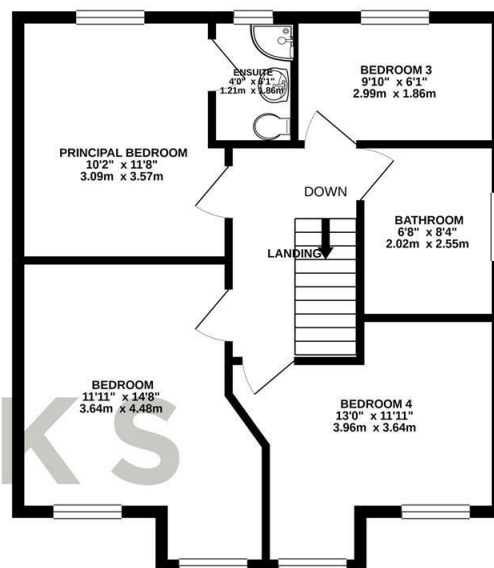 ENSUITE
4'0" x 6'1"
1.21m x 1.86m
BEDROOM 3
9'10" x 6'1"
2.99m x 1.86m
PRINCIPAL BEDROOM
10'2" x 11'8"
3.09m x 3.57m
DOWN
BATHROOM
6'8" x 8'4"
2.02m x 2.55m
LANDING
BEDROOM
11'11" x 14'8"
3.64m x 4.48m
BEDROOM 4
13'0" x 11'11"
3.96m x 3.64m
KS